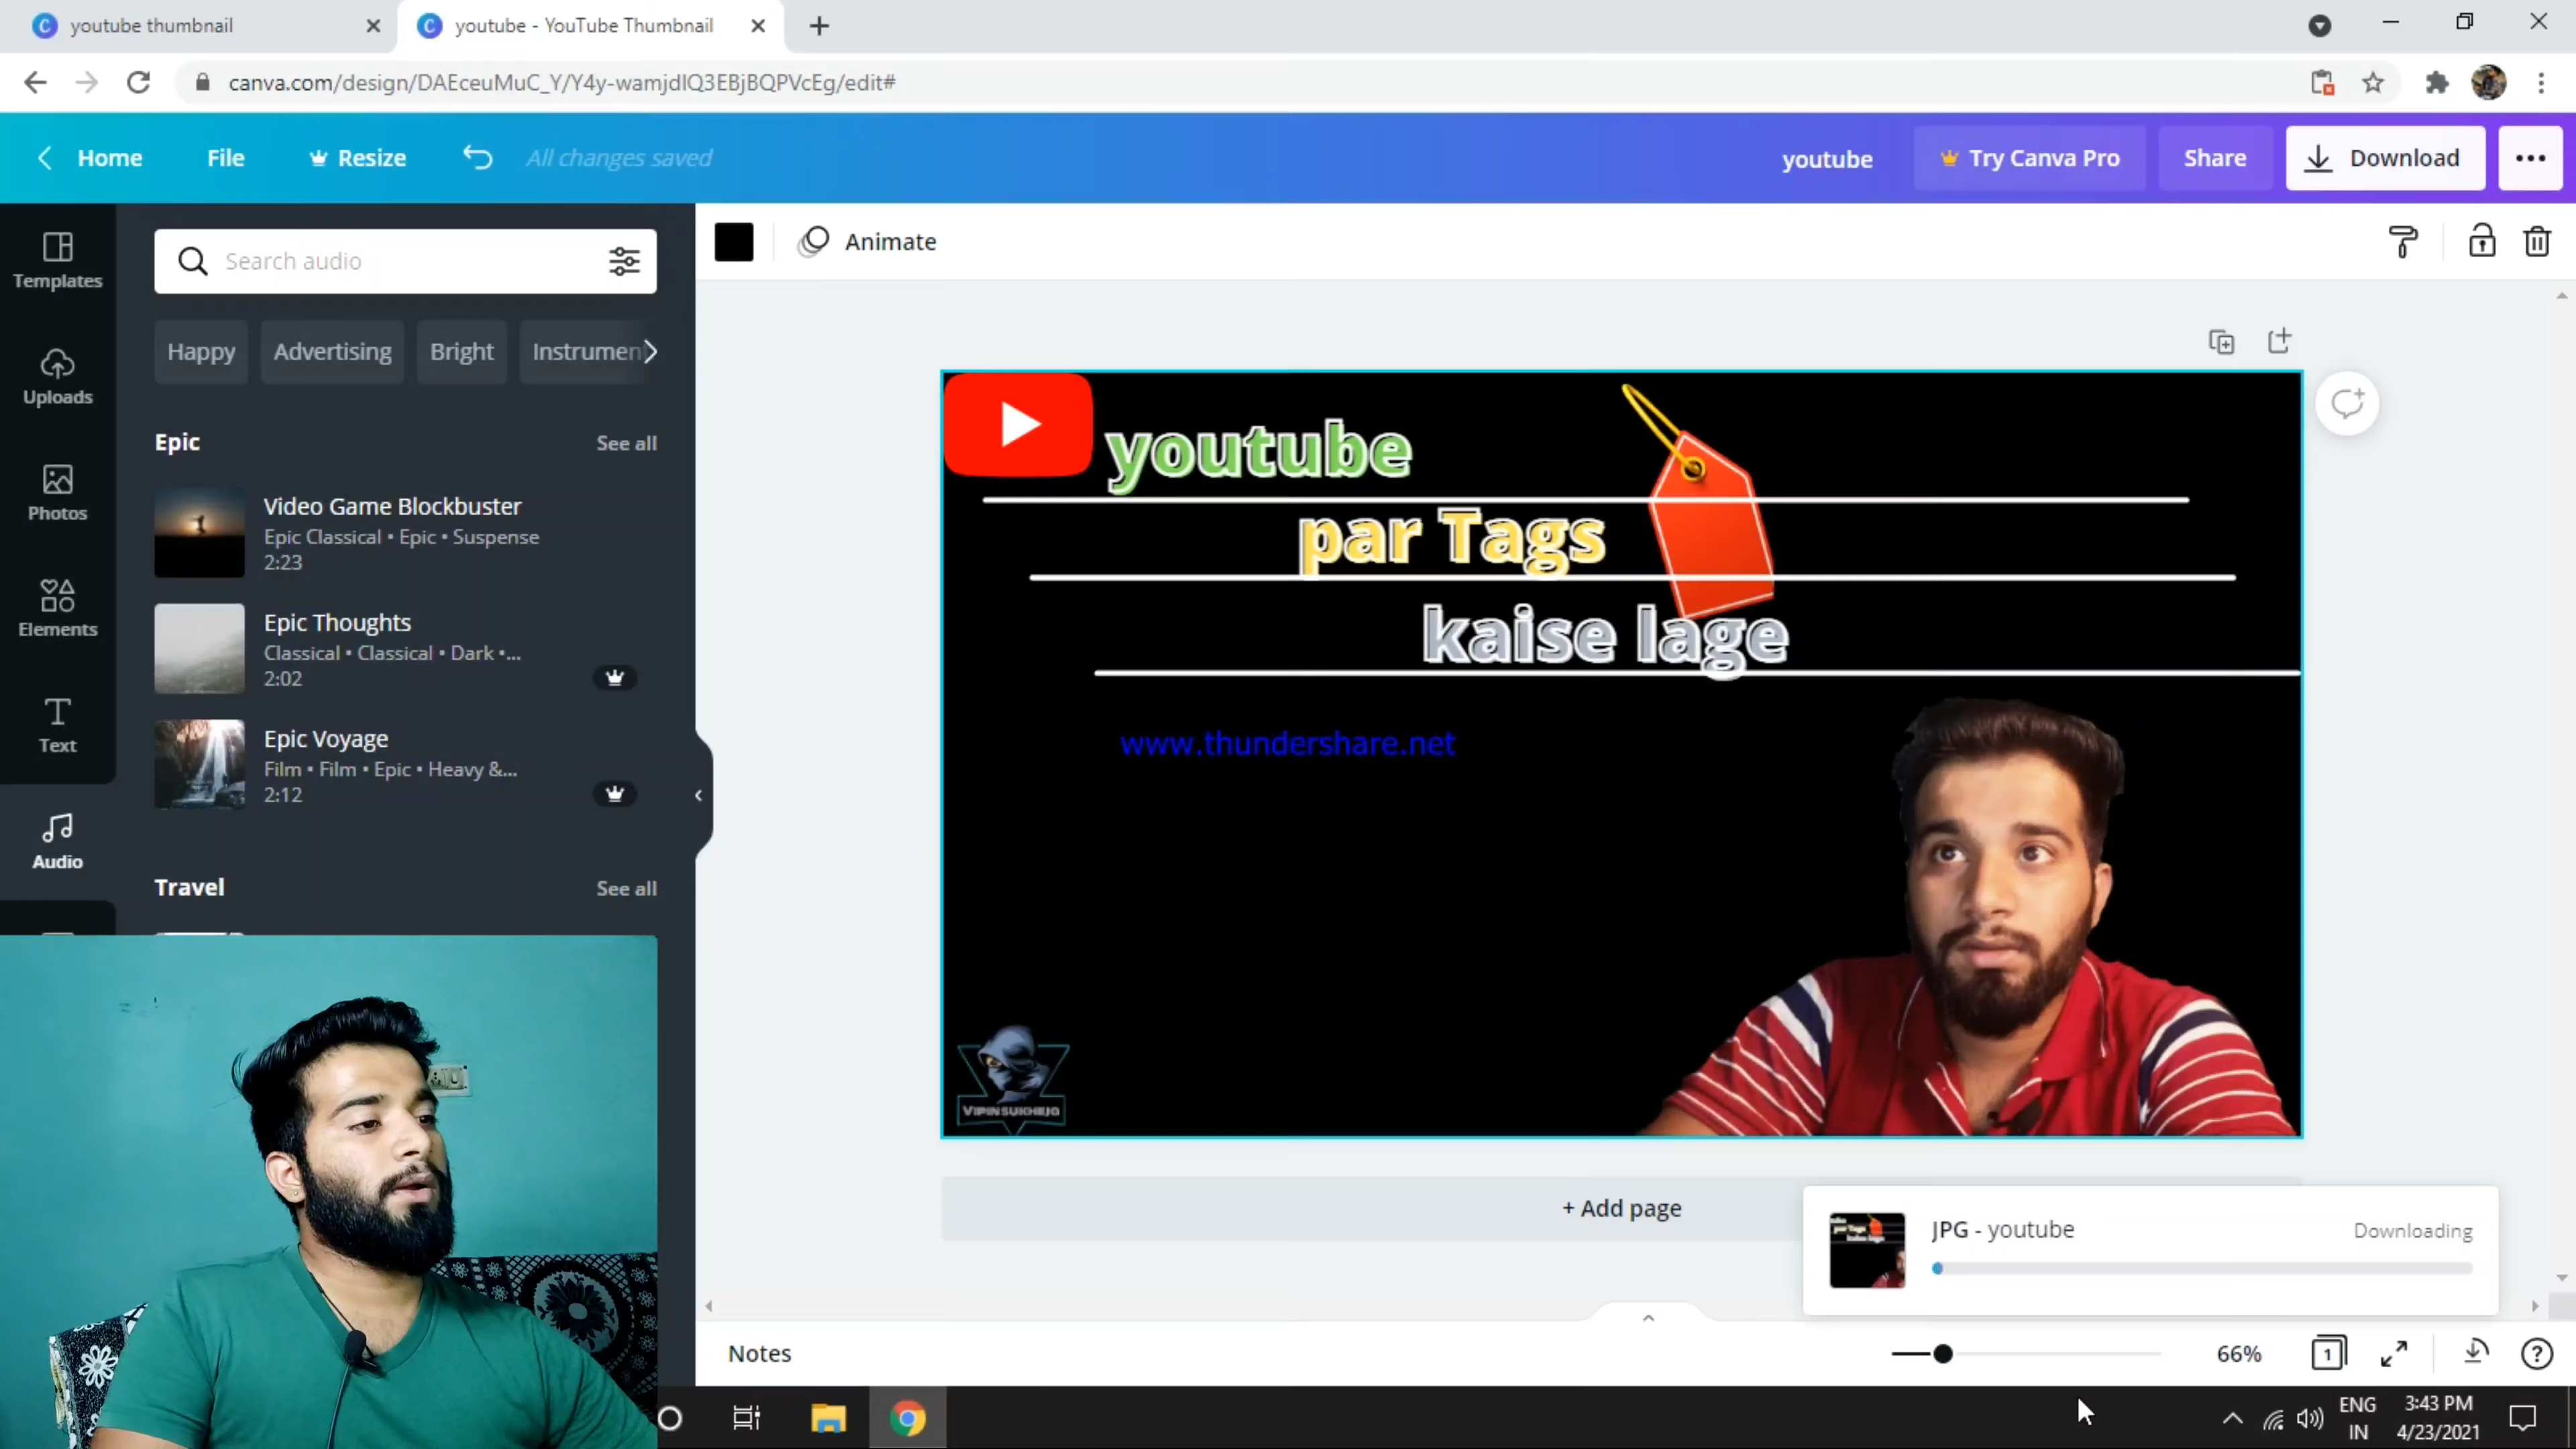 youtube thumbnail
youtube - YouTube Thumbnail
canva.com/design/DAEceuMuC_Y/Y4y-wamjdIQ3EBjBQPVcEg/edit#
Home File Resize All changes saved youtube Try Canva Pro Share Download
Templates
Uploads
Photos
Elements
Text
Audio
Search audio
Happy Advertising Bright Instrumen
Epic See all
Video Game Blockbuster
Epic Classical • Epic • Suspense
2:23
Epic Thoughts
Classical • Classical • Dark •...
2:02
Epic Voyage
Film • Film • Epic • Heavy &...
2:12
Travel See all
Animate
youtube
par Tags
kaise lage
www.thundershare.net
VIPINSUKHEJA
+ Add page
JPG - youtube Downloading
Notes 66% 1
ENG
IN
3:43 PM
4/23/2021